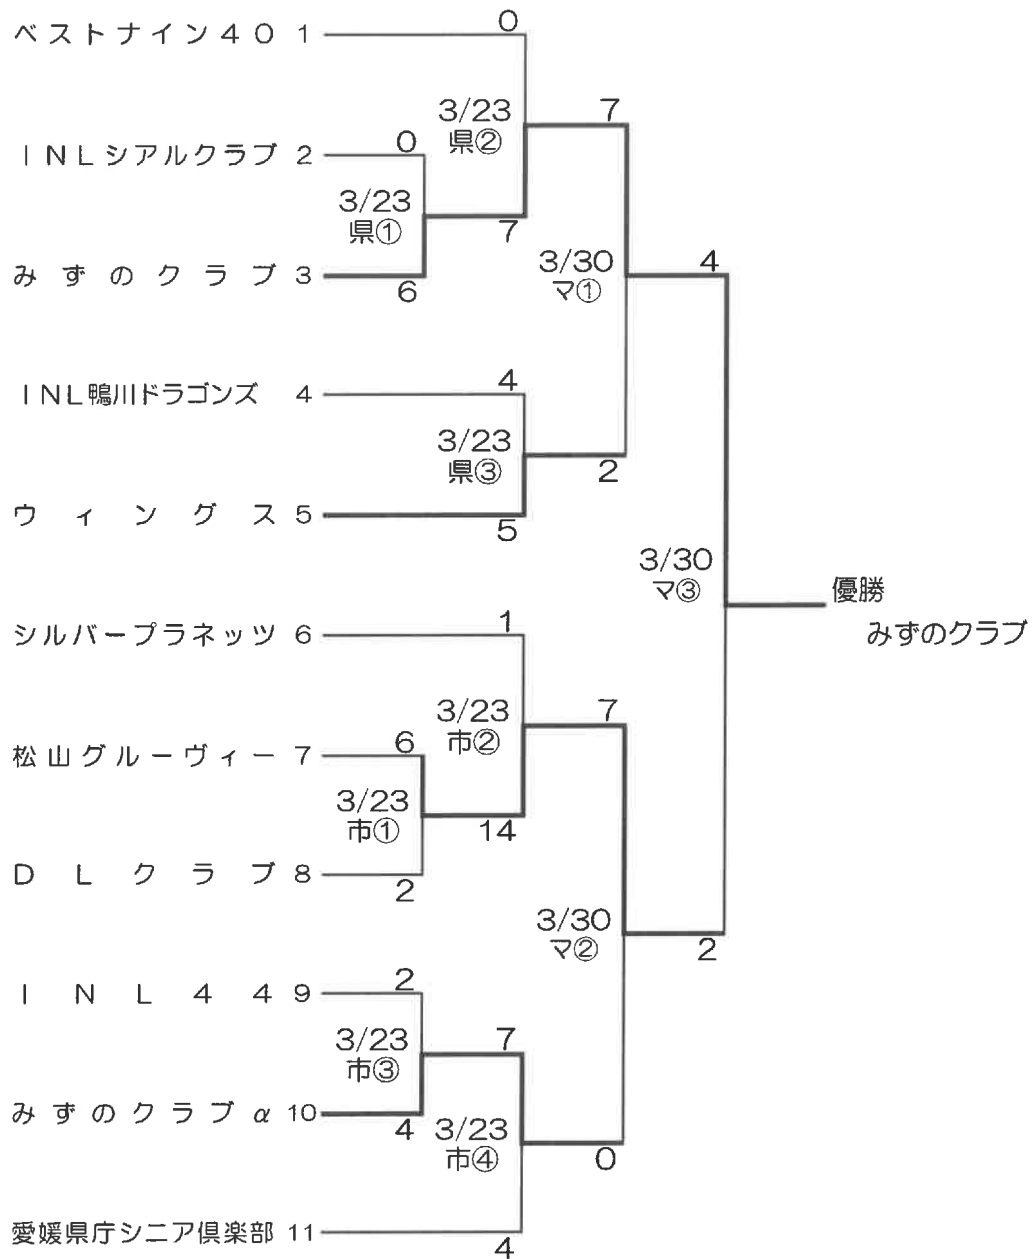 ベストナイン４０ 1
0
3/23
県②
7
ＩＮＬシアルクラブ 2
0
3/23
県①
7
みずのクラブ 3
6
3/30
マ①
4
ＩＮＬ鴨川ドラゴンズ 4
4
3/23
県③
2
ウィングス 5
5
3/30
マ③
優勝
みずのクラブ
シルバープラネッツ 6
1
3/23
市②
7
松山グルーヴィー 7
6
3/23
市①
14
ＤＬクラブ 8
2
3/30
マ②
2
ＩＮＬ４４ 9
2
3/23
市③
7
みずのクラブα 10
4
3/23
市④
0
愛媛県庁シニア倶楽部 11
4